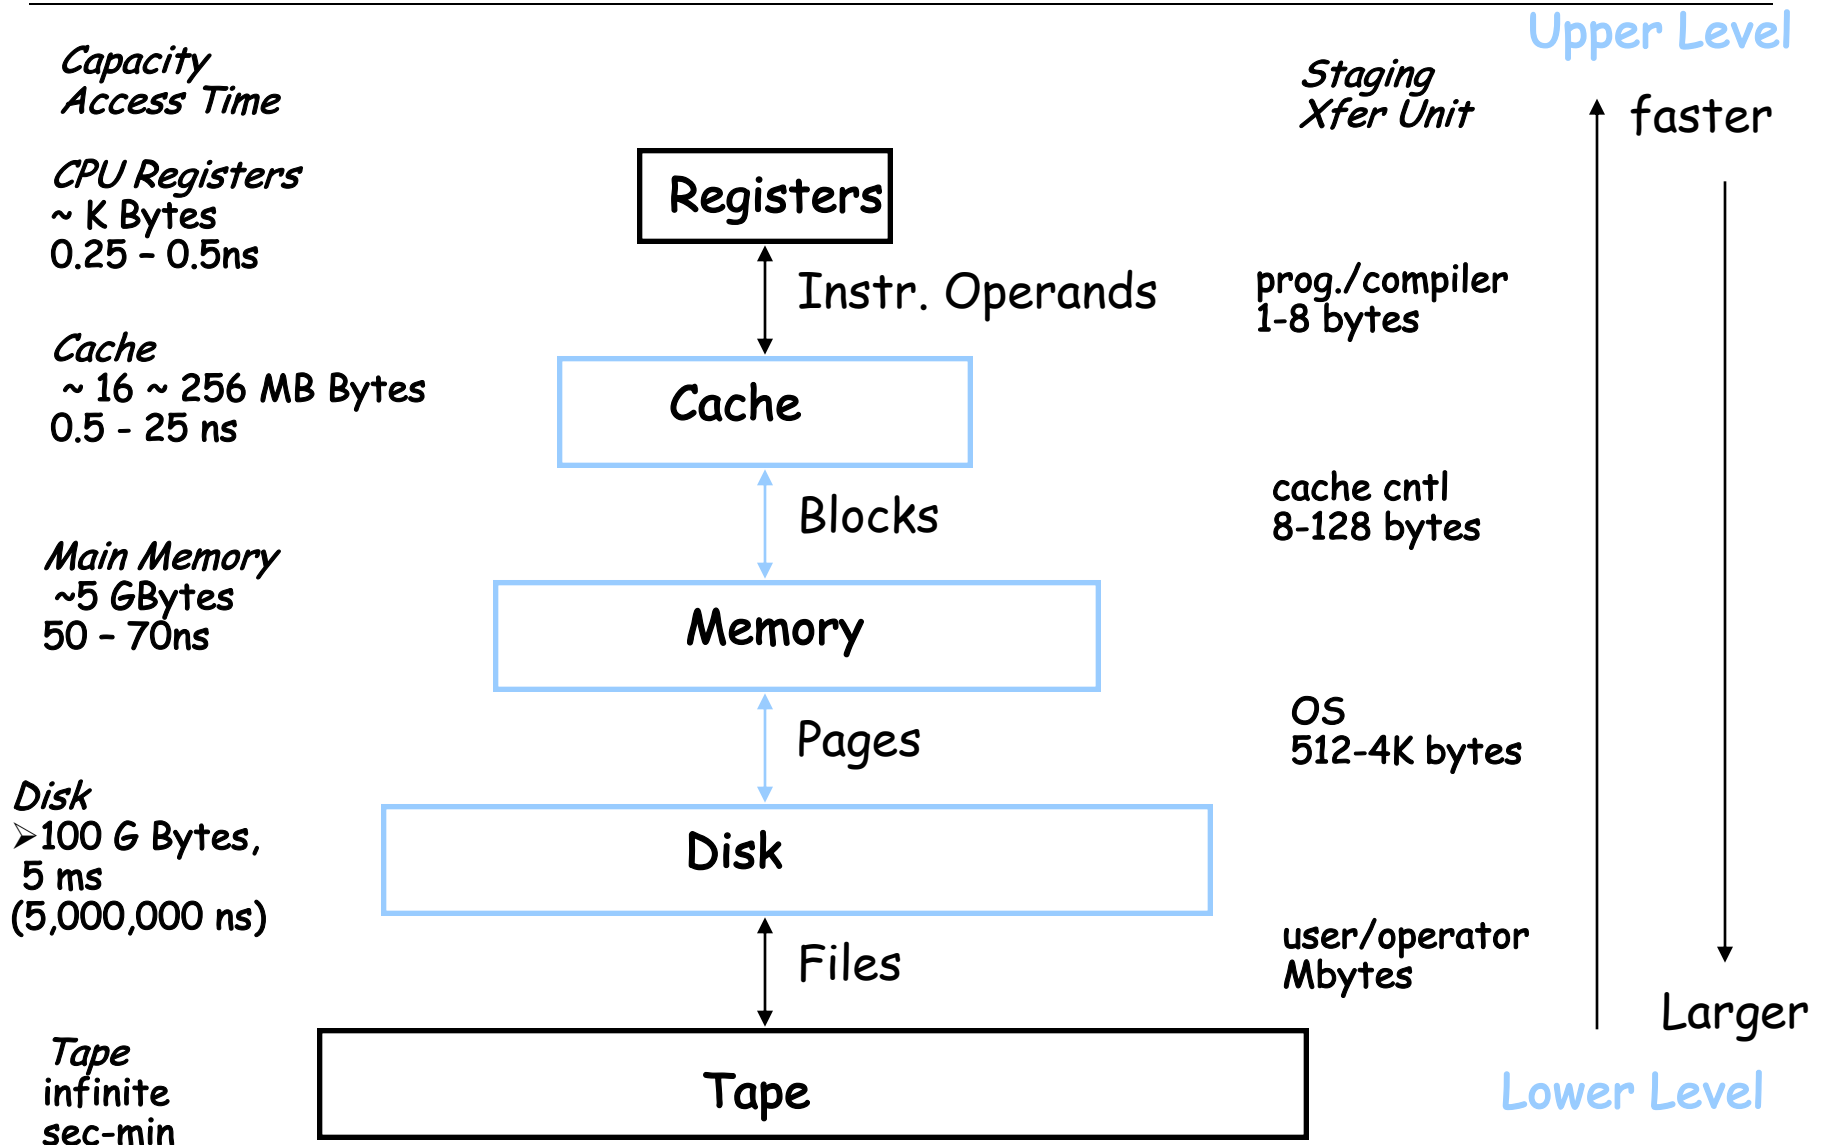 Upper Level
Capacity
Access Time
Staging
Xfer Unit
faster
CPU Registers
~ K Bytes
0.25 – 0.5ns
Registers
Instr. Operands
prog./compiler
1-8 bytes
Cache
~ 16 ~ 256 MB Bytes
0.5 - 25 ns
Cache
Blocks
cache cntl
8-128 bytes
Main Memory
~5 GBytes
50 – 70ns
Memory
Pages
OS
512-4K bytes
Disk
➢100 G Bytes,
5 ms
(5,000,000 ns)
Disk
Files
user/operator
Mbytes
Larger
Tape
infinite
sec-min
Tape
Lower Level